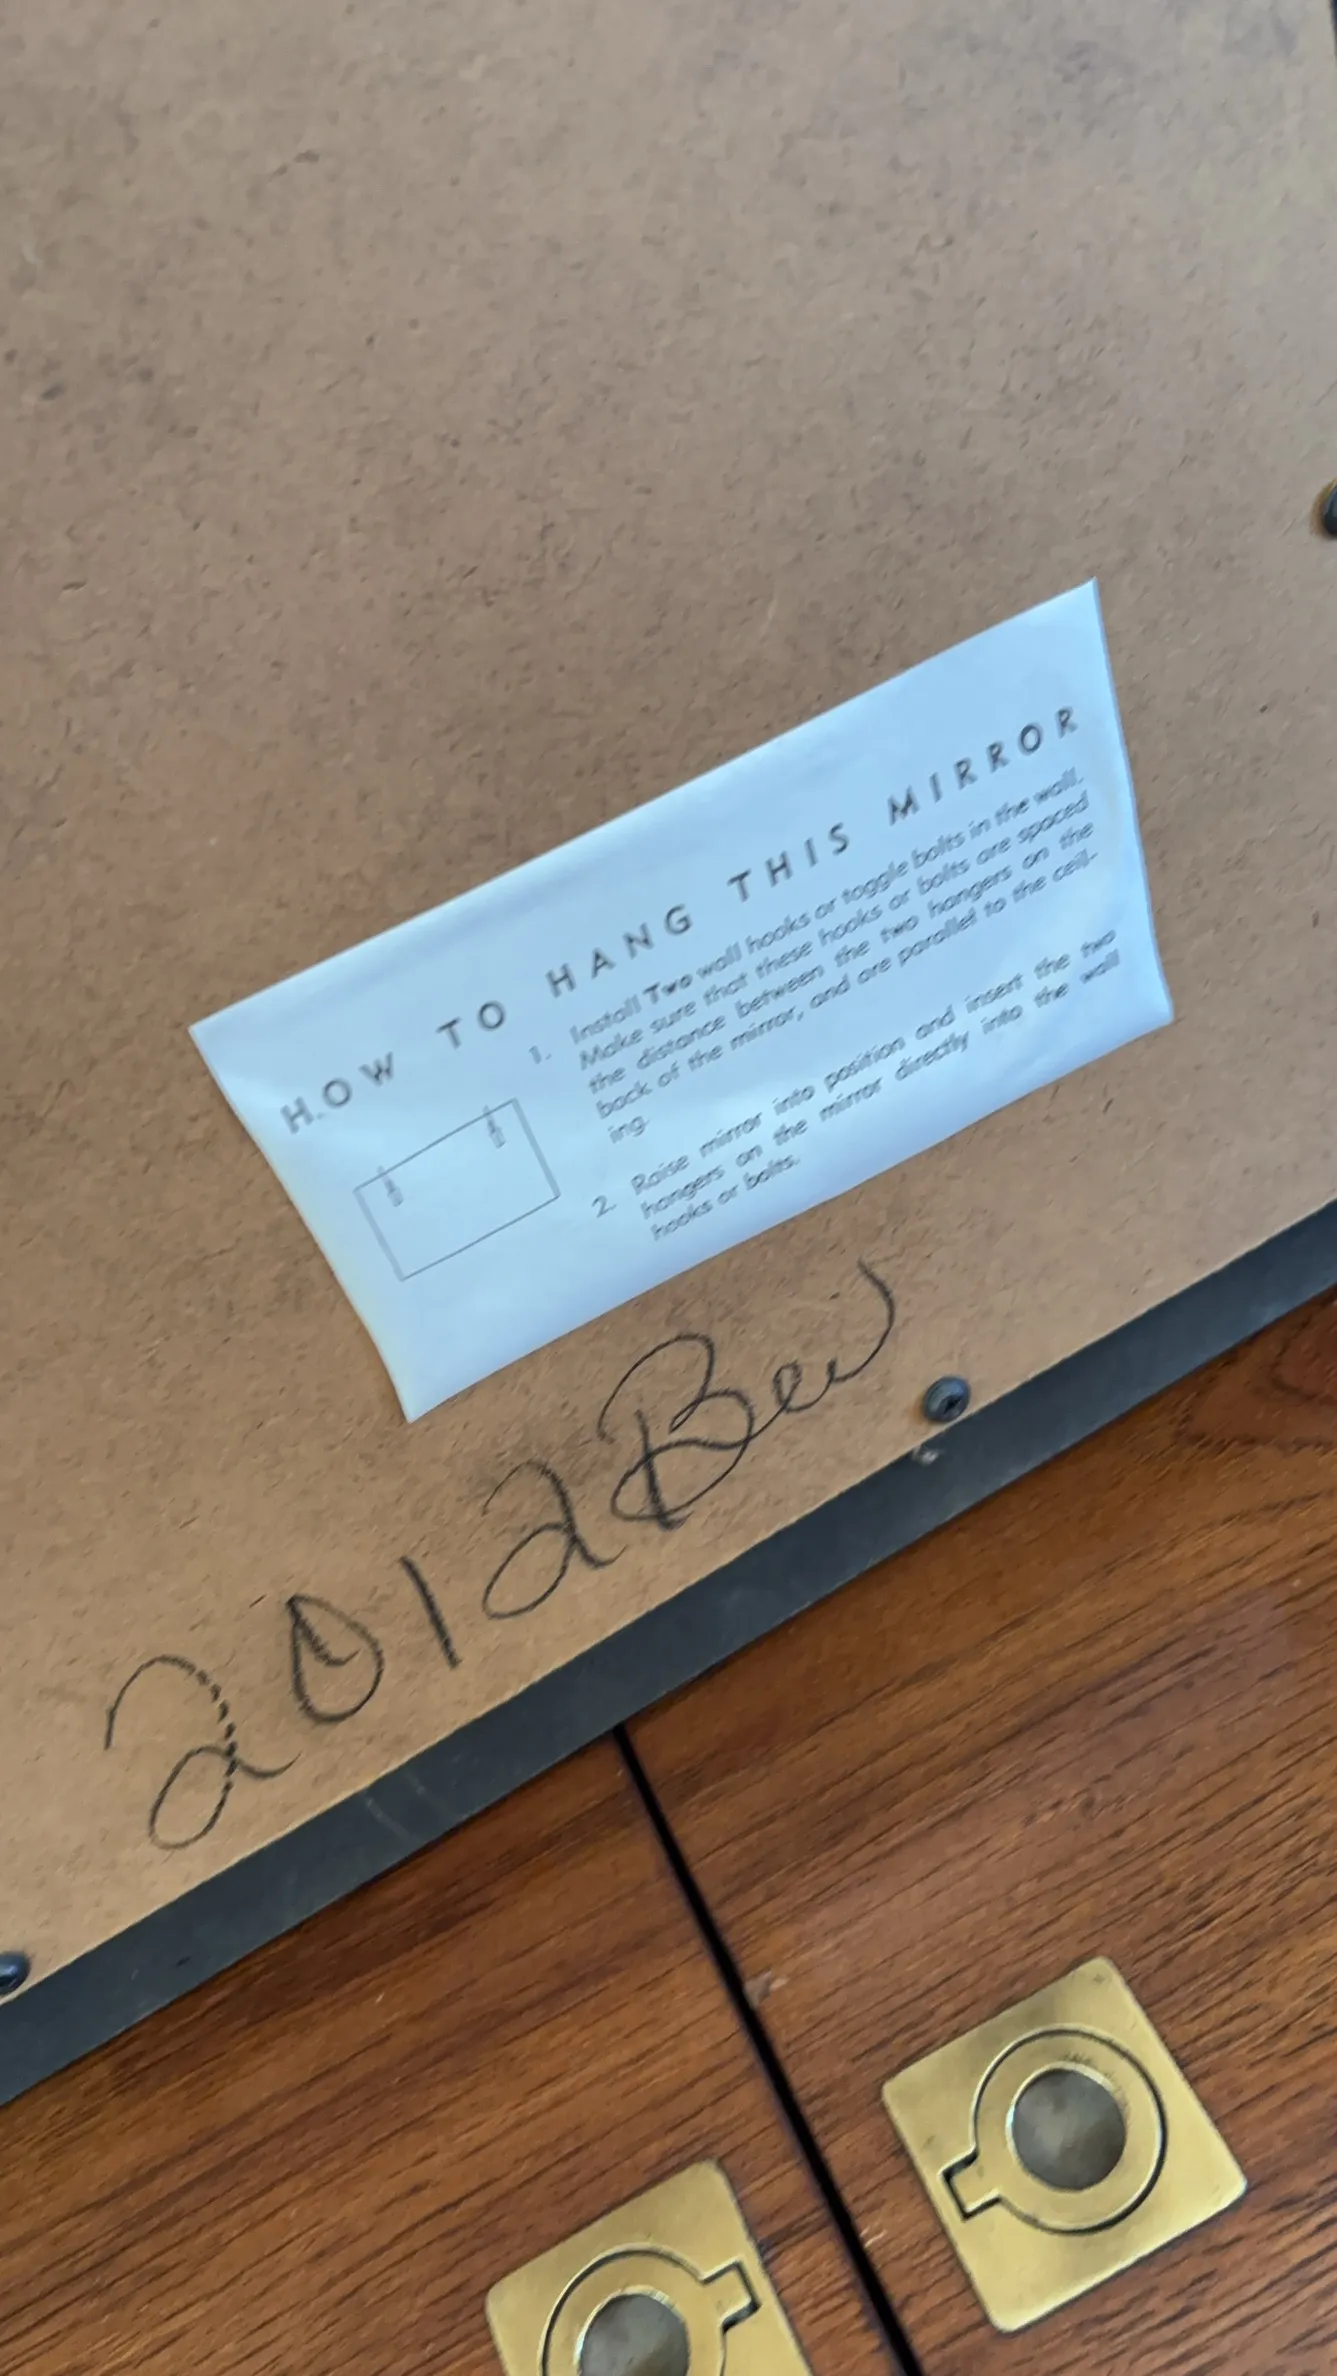 HOW TO HANG THIS MIRROR
1. Install Two wall hooks or toggle bolts in the wall.
Make sure that these hooks or bolts are spaced
the distance between the two hangers on the
back of the mirror, and are parallel to the ceil-
ing.
2. Raise mirror into position and insert the two
hangers on the mirror directly into the wall
hooks or bolts.
2012